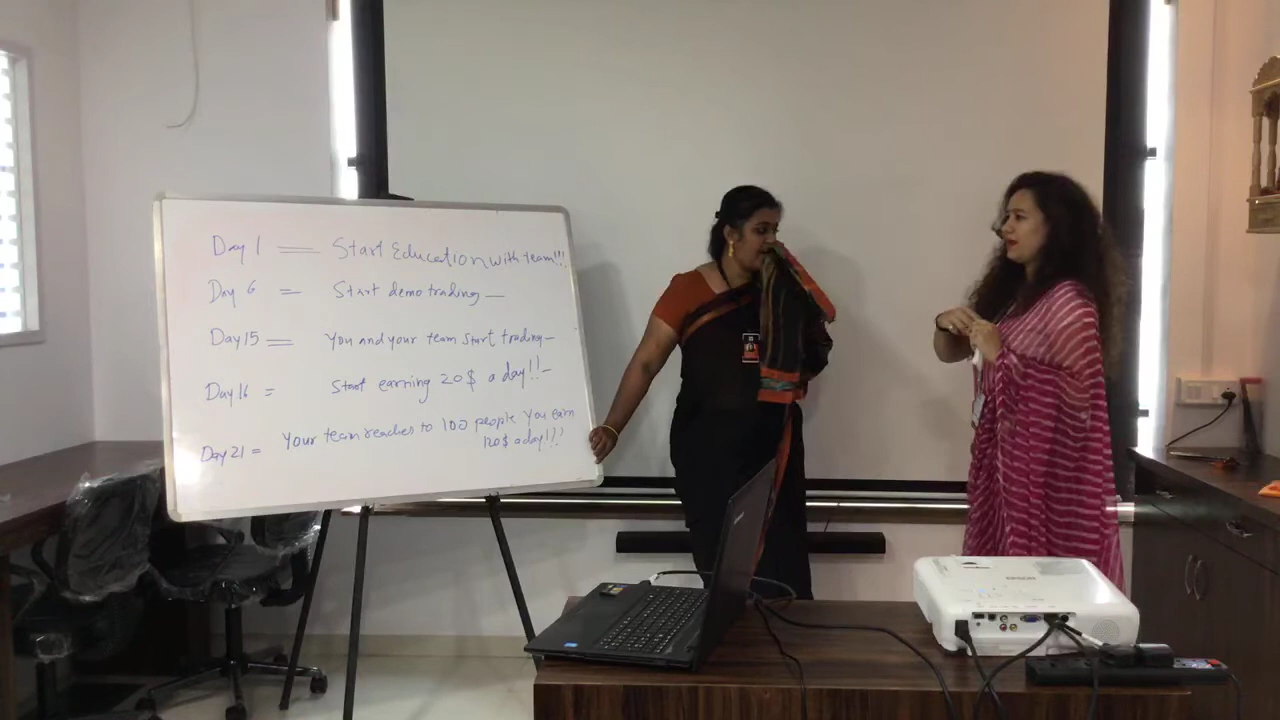 Day 1 = Start Education with team!!!
Day 6 = Start demo trading —
Day 15 = You and your team start trading —
Day 16 = Start earning 20$ a day!! —
Day 21 = Your team reaches to 100 people you earn
120$ a day!!!
EPSON